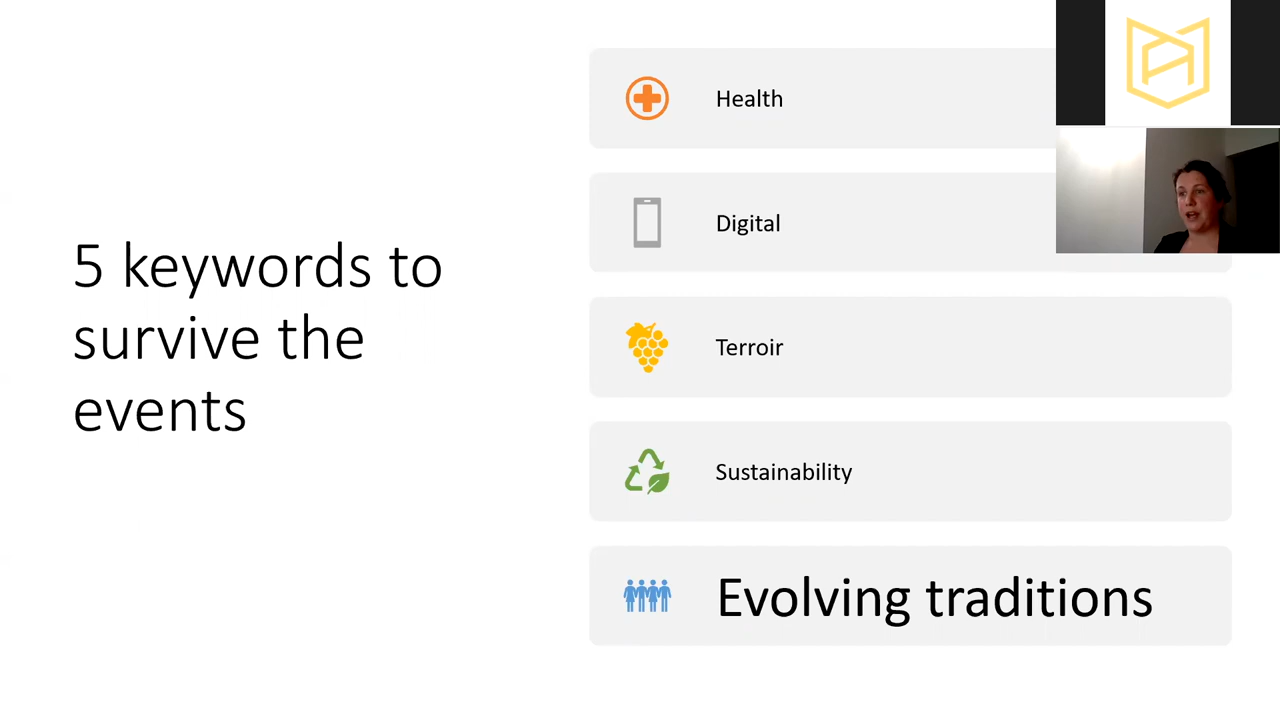 5 keywords to
survive the
events
Health
Digital
Terroir
Sustainability
Evolving traditions